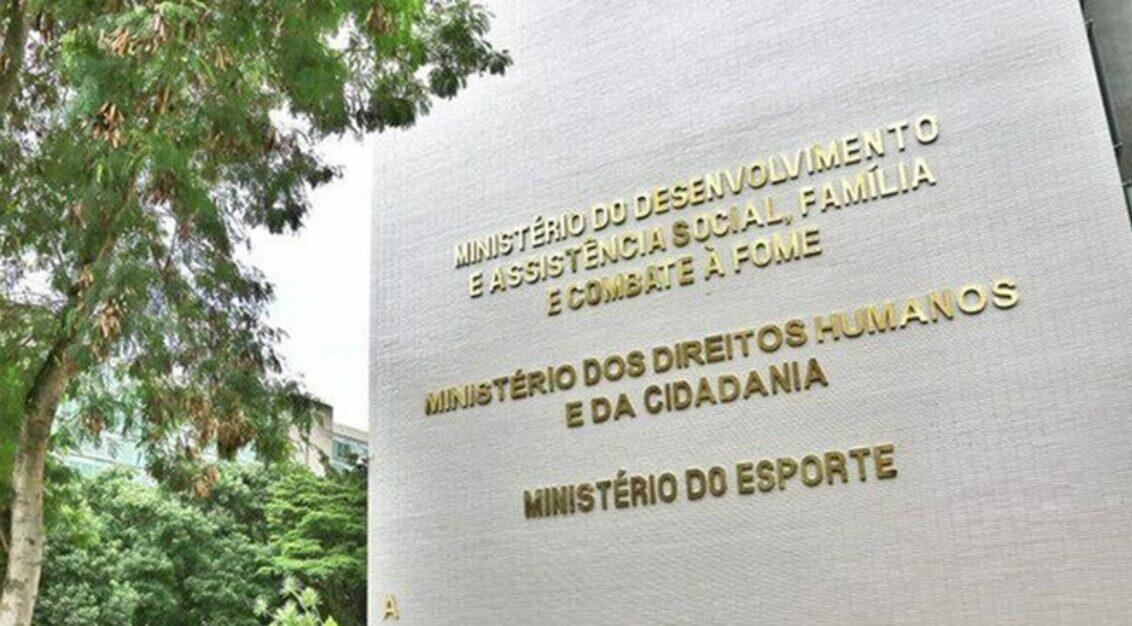 MINISTÉRIO DO DESENVOLVIMENTO
E ASSISTÊNCIA SOCIAL, FAMÍLIA
E COMBATE À FOME
MINISTÉRIO DOS DIREITOS HUMANOS
E DA CIDADANIA
MINISTÉRIO DO ESPORTE
A